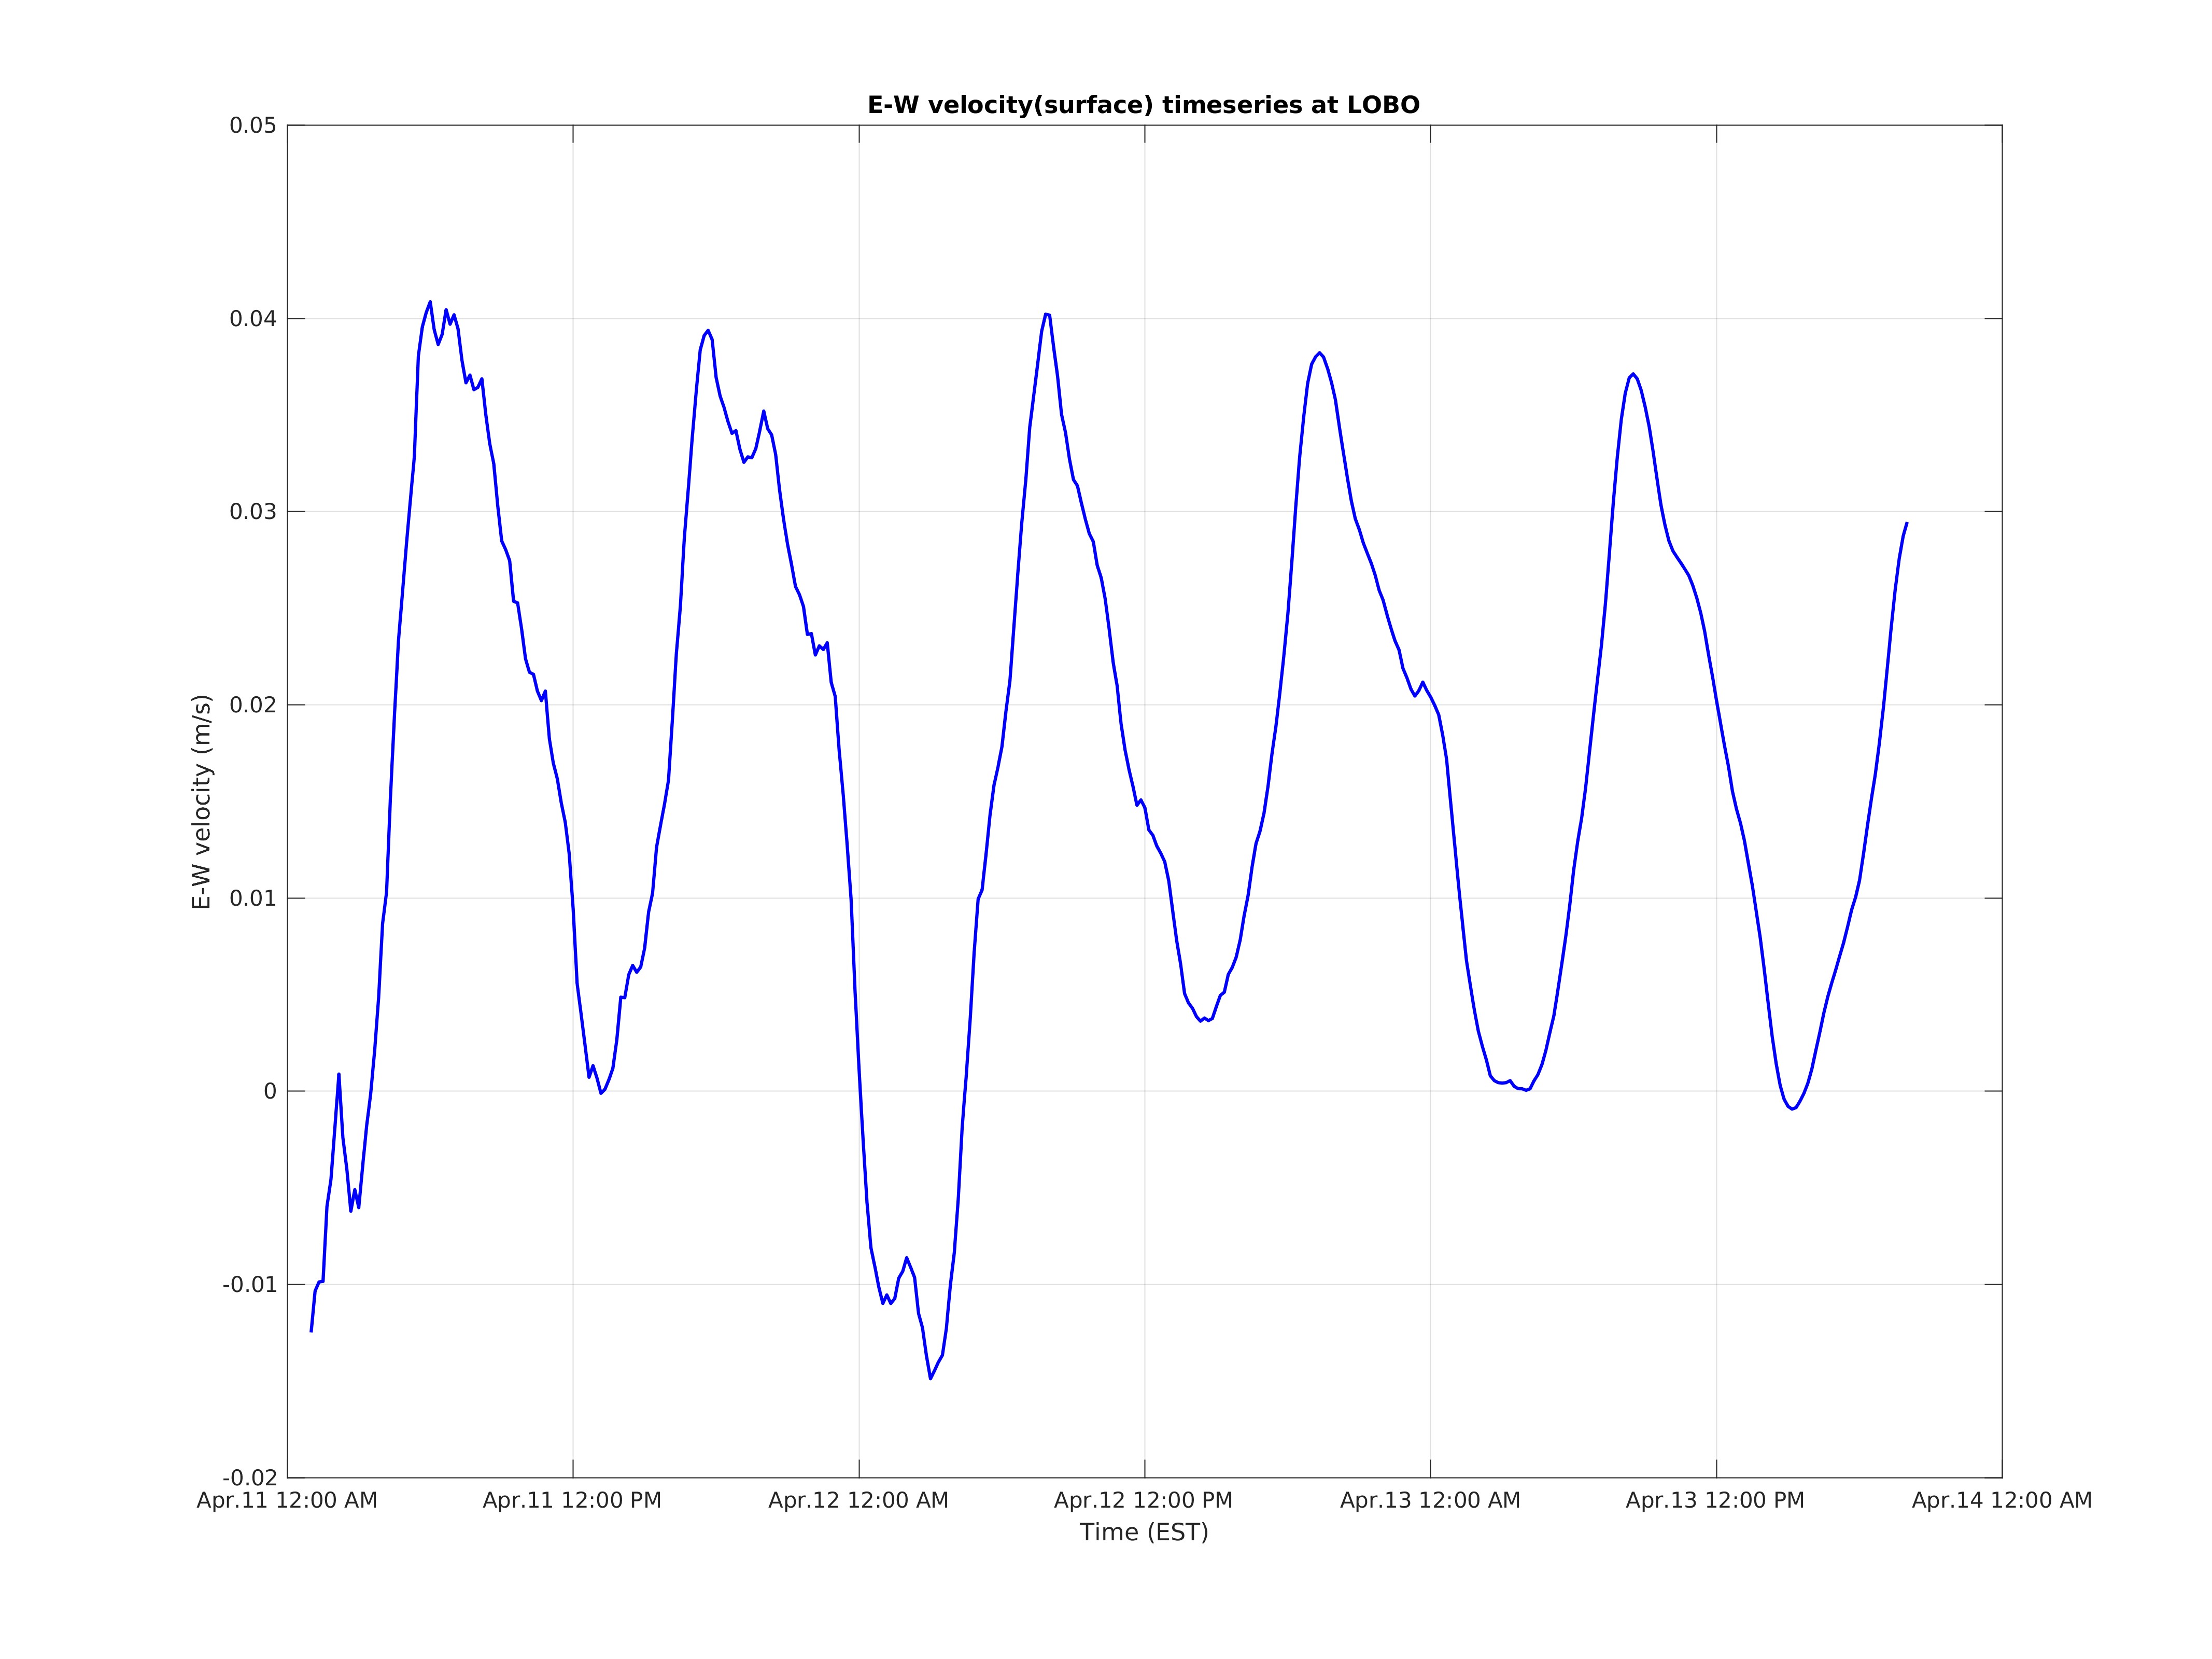 E-W velocity(surface) timeseries at LOBO
0.05
0.04
0.03
0.02
0.01
0
-0.01
-0.02
E-W velocity (m/s)
Apr.11 12:00 AM Apr.11 12:00 PM Apr.12 12:00 AM Apr.12 12:00 PM Apr.13 12:00 AM Apr.13 12:00 PM Apr.14 12:00 AM
Time (EST)